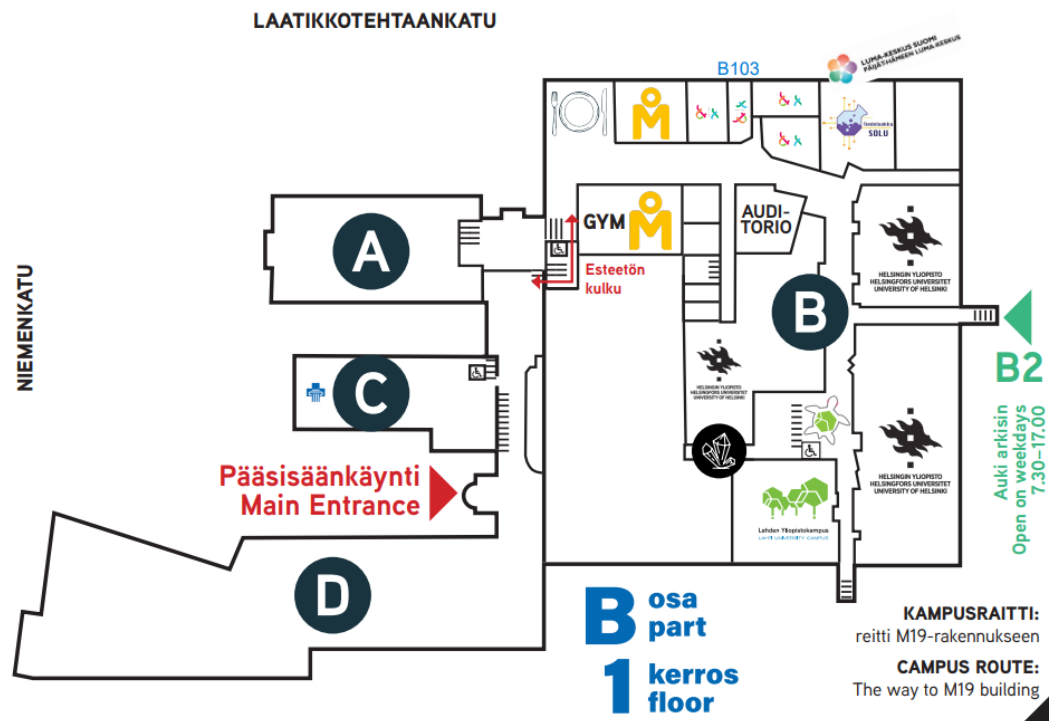 LAATIKKOTEHTAANKATU
LUMA-KESKUS SUOMI
PÄIJÄT-HÄMEEN LUMA-KESKUS
B103
SOLU
A
GYM
AUDI-
TORIO
HELSINGIN YLIOPISTO
HELSINGFORS UNIVERSITET
UNIVERSITY OF HELSINKI
NIEMENKATU
Esteetön
kulku
B
B2
Auki arkisin
Open on weekdays
7.30–17.00
HELSINGIN YLIOPISTO
HELSINGFORS UNIVERSITET
UNIVERSITY OF HELSINKI
C
HELSINGIN YLIOPISTO
HELSINGFORS UNIVERSITET
UNIVERSITY OF HELSINKI
Pääsisäänkäynti
Main Entrance
Lahden Yliopistokampus
LAHTI UNIVERSITY CAMPUS
D
B osa
part
1 kerros
floor
KAMPUSRAITTI:
reitti M19-rakennukseen
CAMPUS ROUTE:
The way to M19 building